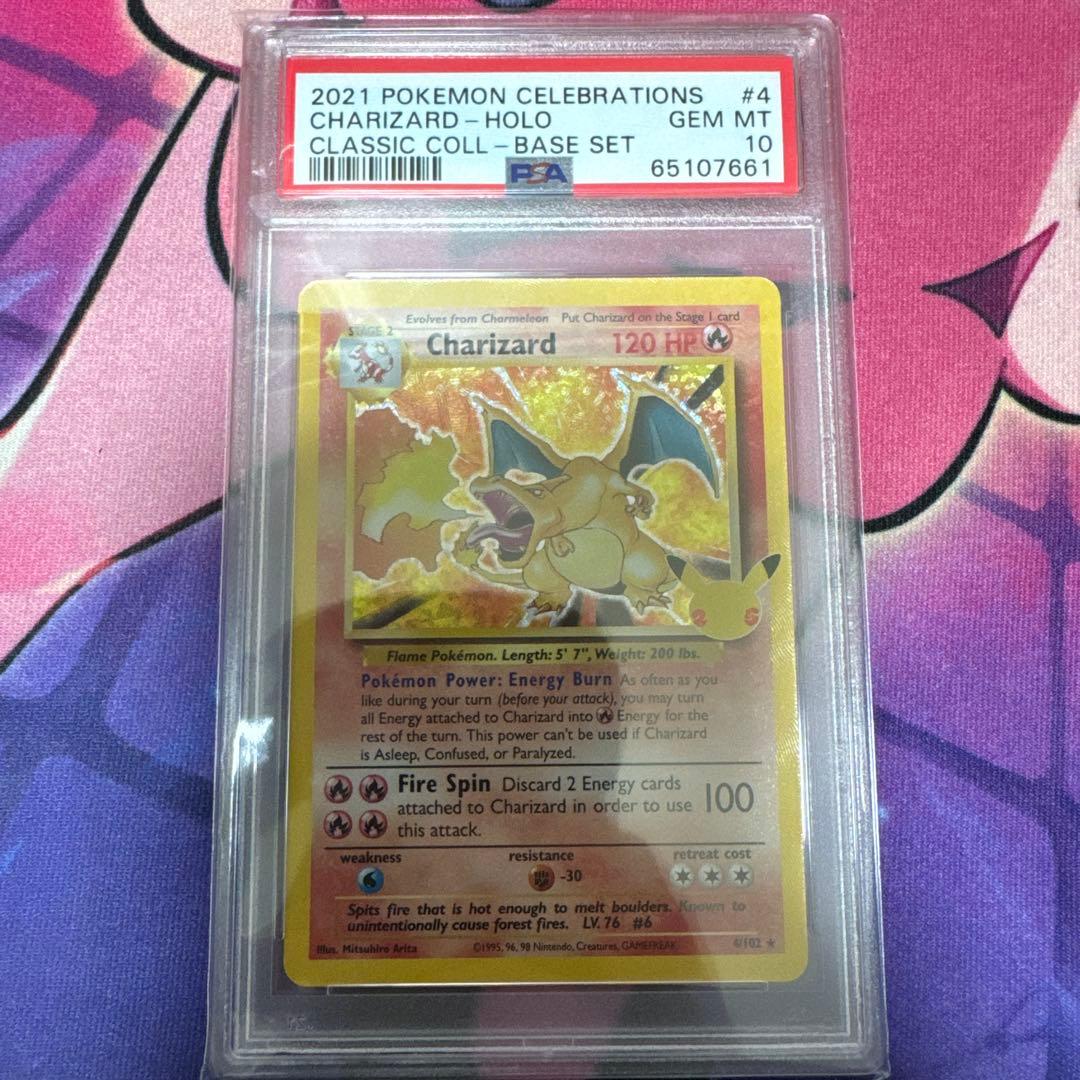 2021 POKEMON CELEBRATIONS #4
CHARIZARD - HOLO GEM MT
CLASSIC COLL - BASE SET 10
PSA 65107661
Evolves from Charmeleon Put Charizard on the Stage 1 card
STAGE 2
Charizard 120 HP
25
Flame Pokémon. Length: 5' 7", Weight: 200 lbs.
Pokémon Power: Energy Burn As often as you
like during your turn (before your attack), you may turn
all Energy attached to Charizard into Energy for the
rest of the turn. This power can't be used if Charizard
is Asleep, Confused, or Paralyzed.
Fire Spin Discard 2 Energy cards
attached to Charizard in order to use 100
this attack.
weakness resistance retreat cost
-30
Spits fire that is hot enough to melt boulders. Known to
unintentionally cause forest fires. LV. 76 #6
Illus. Mitsuhiro Arita ©1995, 96, 98 Nintendo, Creatures, GAMEFREAK. 4/102 ★